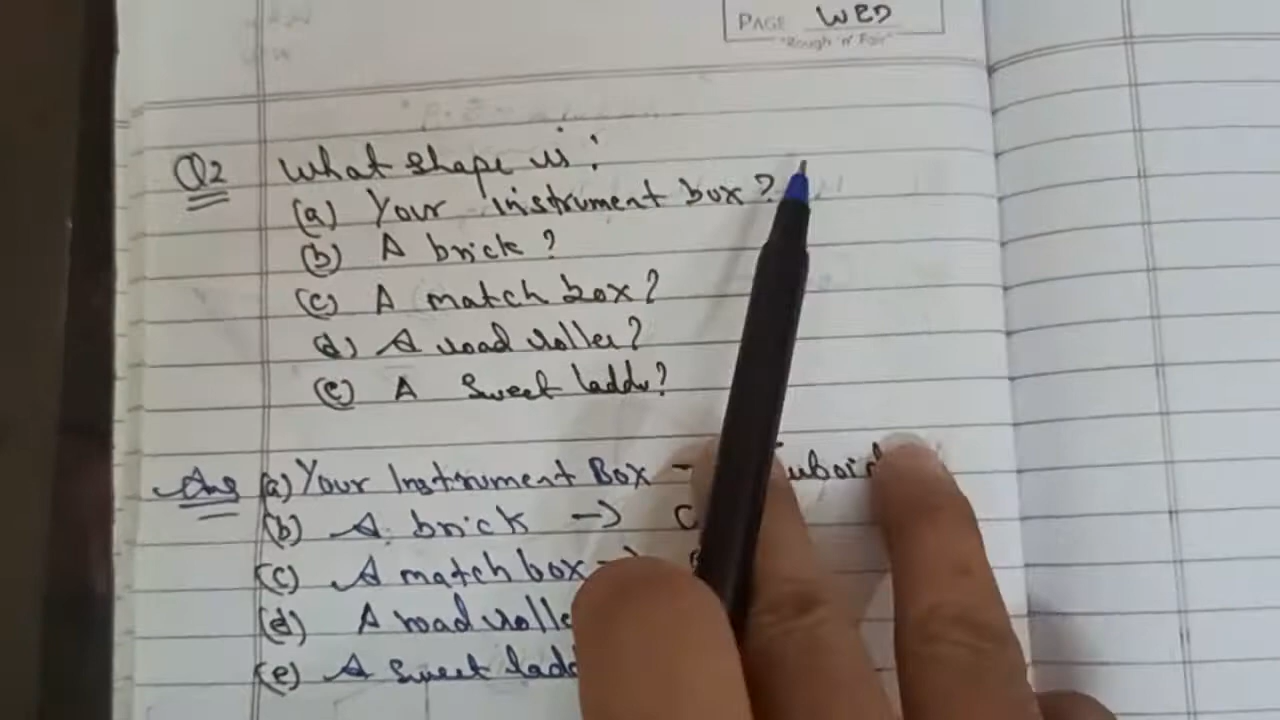 PAGE WED
"Rough 'n' Fair"
Q2 What shape is:
(a) Your instrument box?
(b) A brick?
(c) A match box?
(d) A road roller?
(e) A Sweet laddu?
Ans (a) Your Instrument Box -
(b) A brick →
(c) A match box →
(d) A road
(e) A Sweet